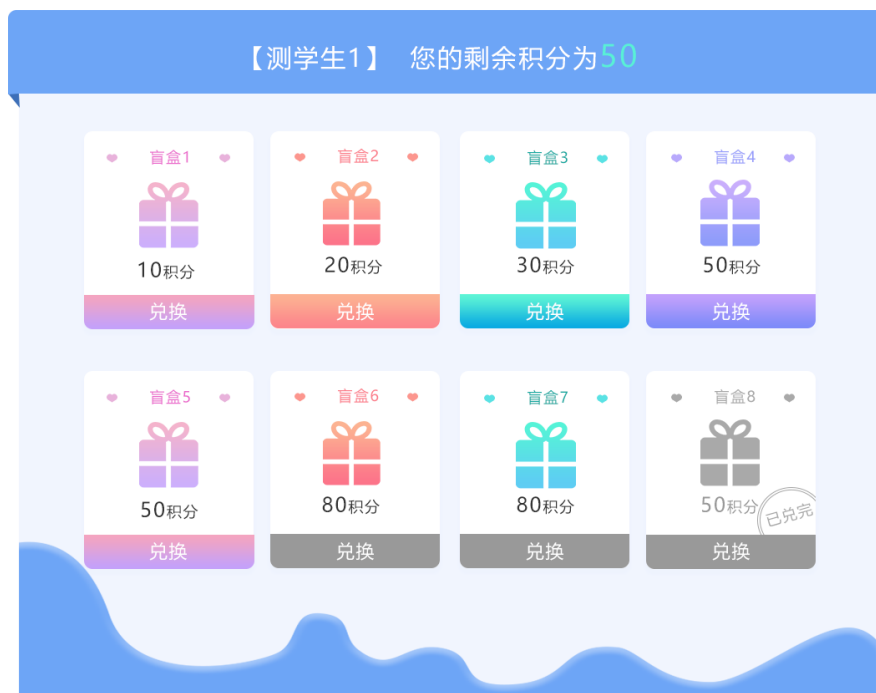 【测学生1】 您的剩余积分为50
盲盒1
10积分
兑换
盲盒2
20积分
兑换
盲盒3
30积分
兑换
盲盒4
50积分
兑换
盲盒5
50积分
兑换
盲盒6
80积分
兑换
盲盒7
80积分
兑换
盲盒8
50积分
已兑完
兑换